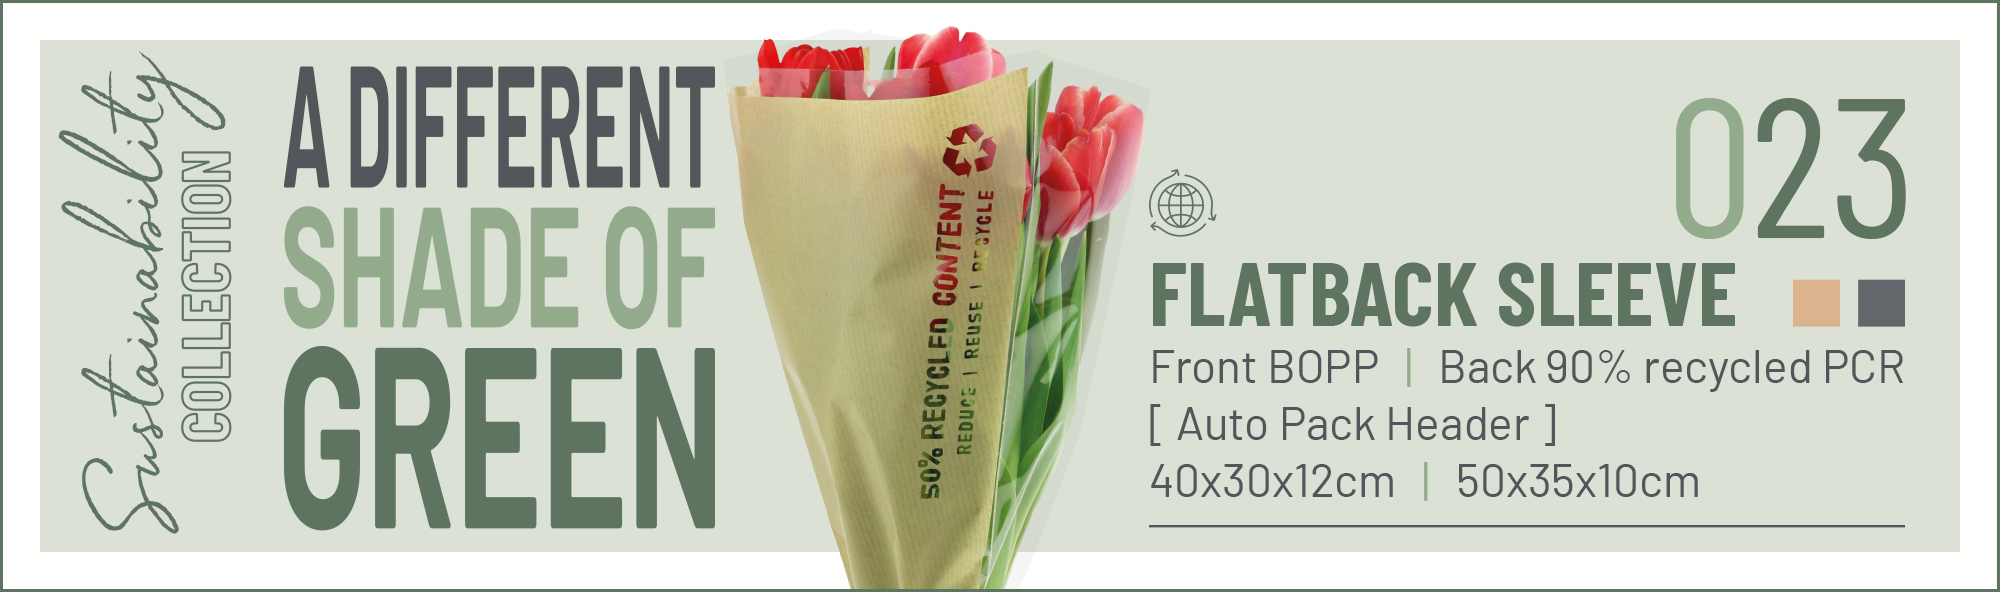 Sustainability
COLLECTION
A DIFFERENT
SHADE OF
GREEN
50% RECYCLED CONTENT
REDUCE | REUSE | RECYCLE
023
FLATBACK SLEEVE
Front BOPP | Back 90% recycled PCR
[ Auto Pack Header ]
40x30x12cm | 50x35x10cm